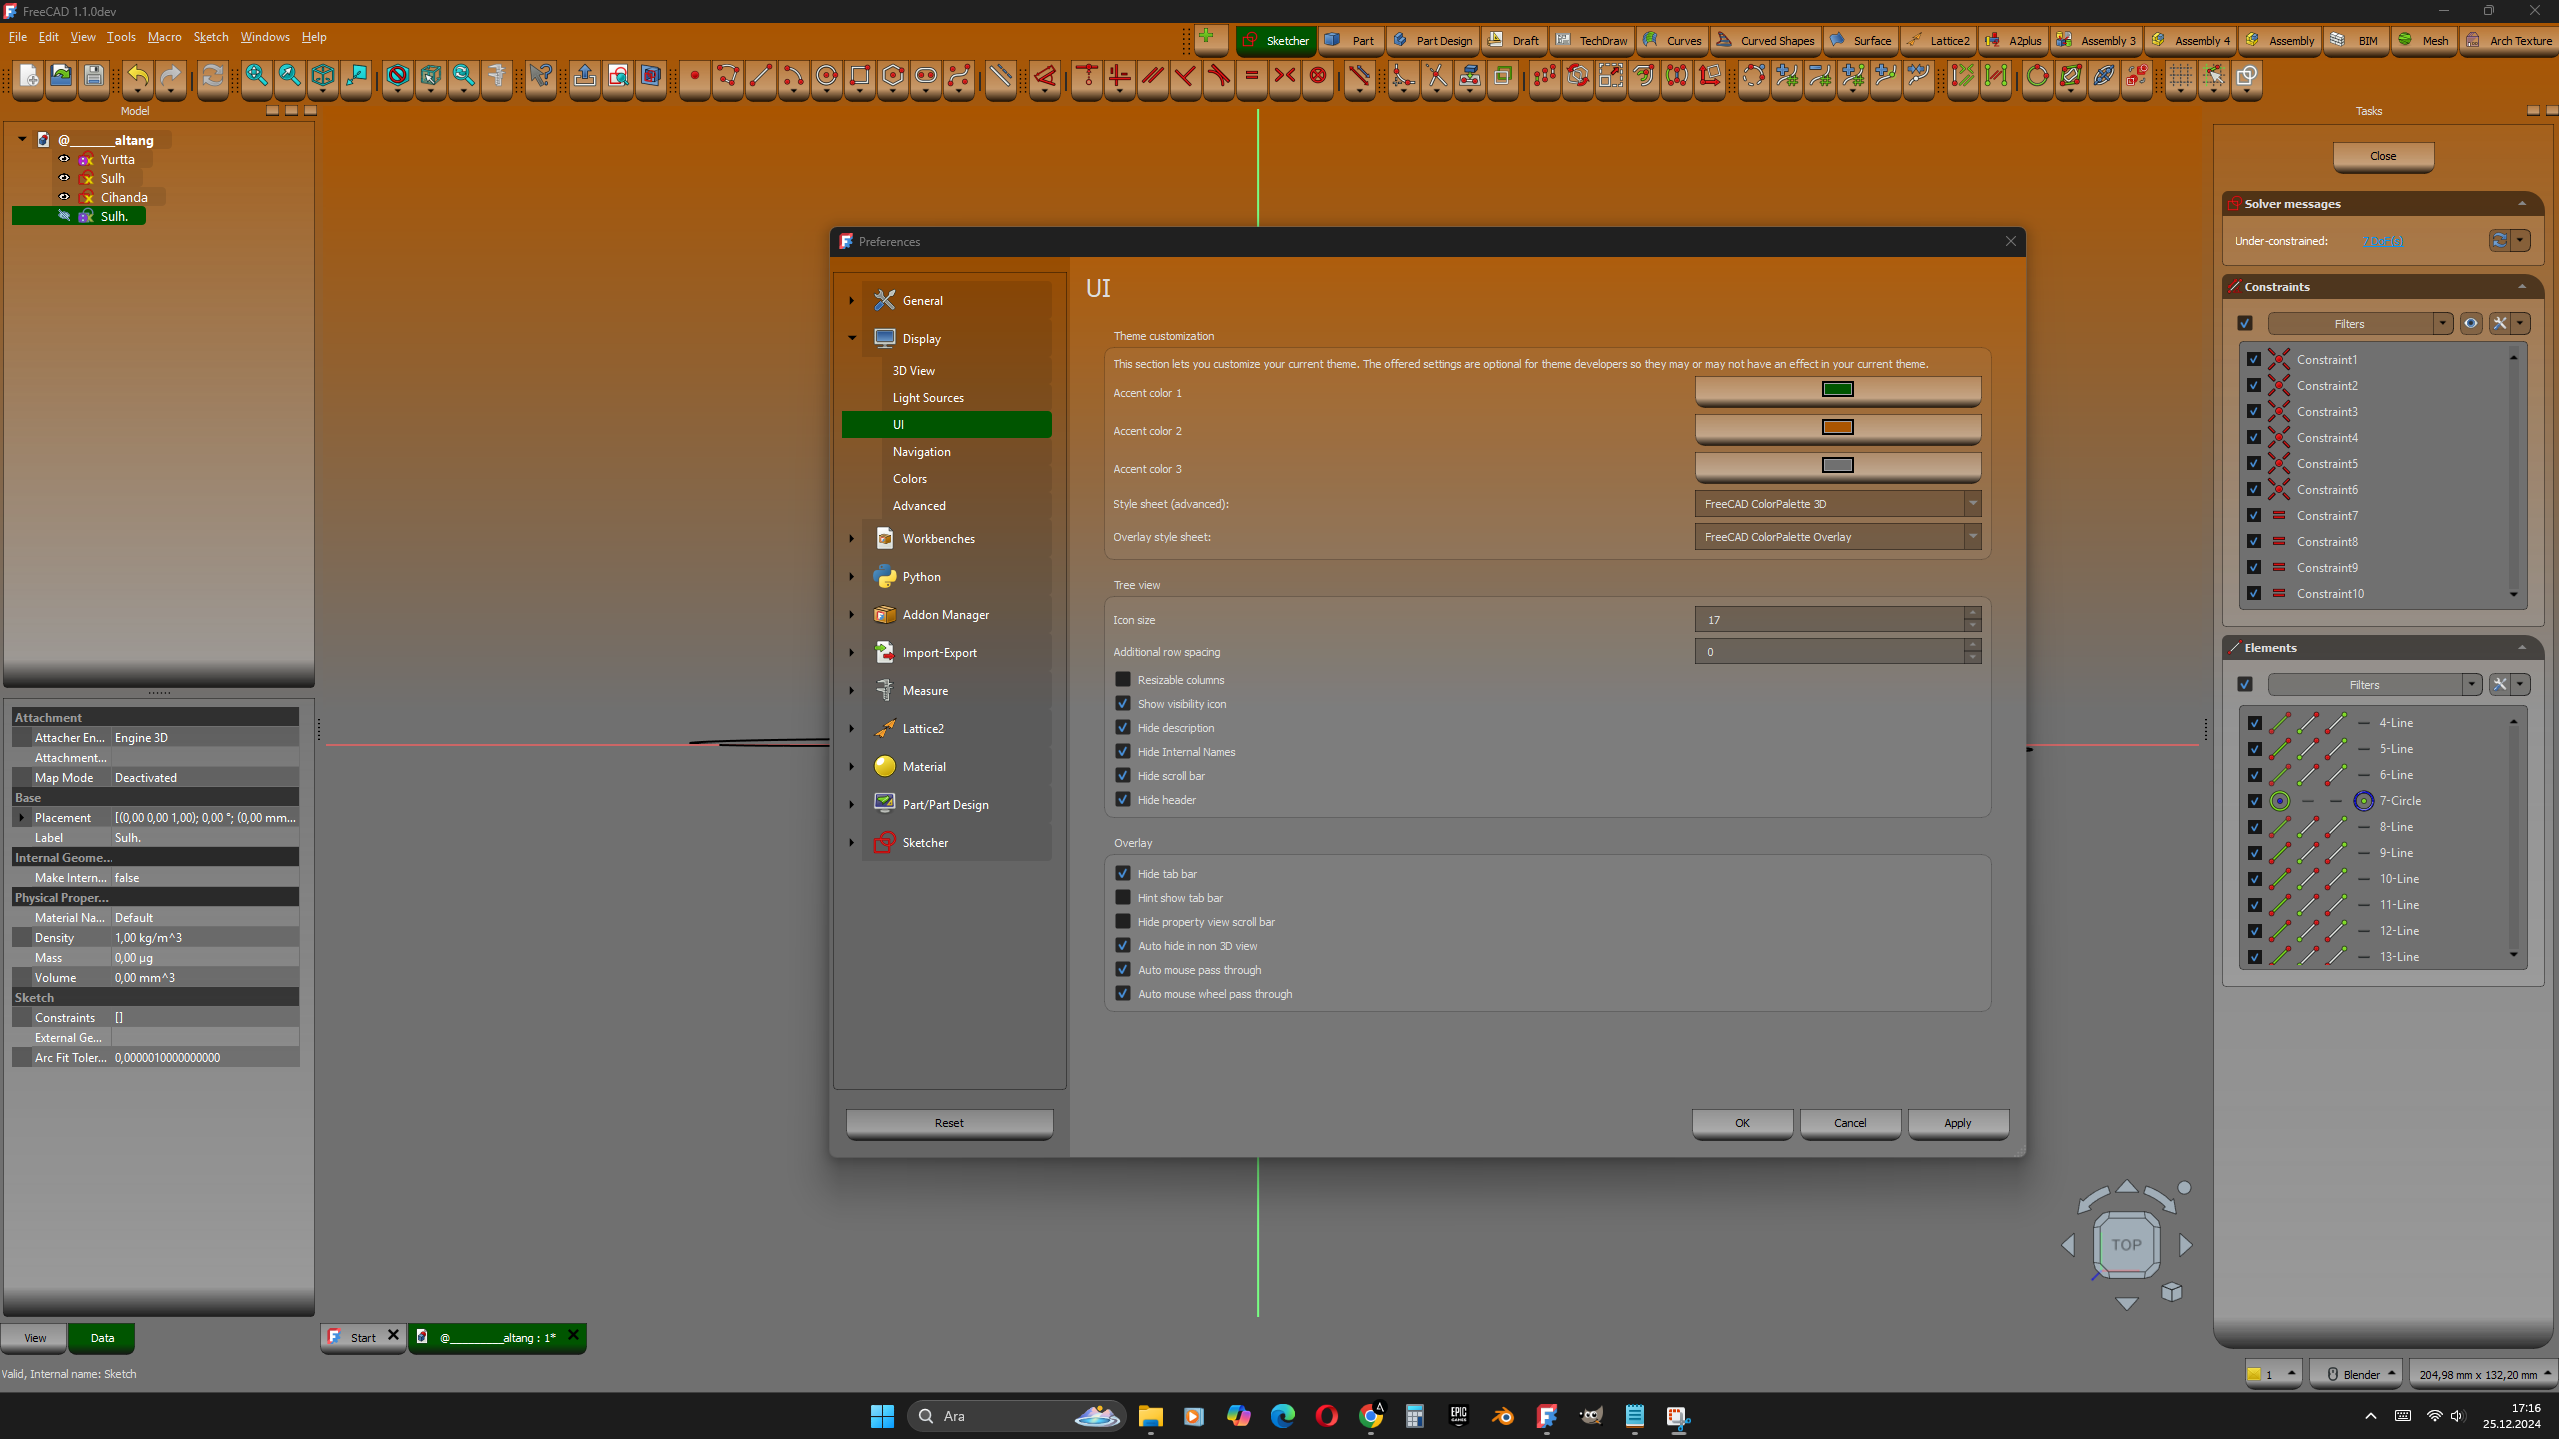 FreeCAD 1.1.0dev
File Edit View Tools Macro Sketch Windows Help
Sketcher Part Part Design Draft TechDraw Curves Curved Shapes Surface Lattice2 A2plus Assembly 3 Assembly 4 Assembly BIM Mesh Arch Texture
Model
@______altang
Yurtta
Sulh
Cihanda
Sulh.
Attachment
Attacher En... Engine 3D
Attachment...
Map Mode Deactivated
Base
Placement [(0,00 0,00 1,00); 0,00 °; (0,00 mm...
Label Sulh.
Internal Geome...
Make Intern... false
Physical Proper...
Material Na... Default
Density 1,00 kg/m^3
Mass 0,00 µg
Volume 0,00 mm^3
Sketch
Constraints []
External Ge...
Arc Fit Toler... 0,0000010000000000
View Data
Start
@________altang : 1*
Valid, Internal name: Sketch
Preferences
General
Display
3D View
Light Sources
UI
Navigation
Colors
Advanced
Workbenches
Python
Addon Manager
Import-Export
Measure
Lattice2
Material
Part/Part Design
Sketcher
Reset
UI
Theme customization
This section lets you customize your current theme. The offered settings are optional for theme developers so they may or may not have an effect in your current theme.
Accent color 1
Accent color 2
Accent color 3
Style sheet (advanced): FreeCAD ColorPalette 3D
Overlay style sheet: FreeCAD ColorPalette Overlay
Tree view
Icon size 17
Additional row spacing 0
Resizable columns
Show visibility icon
Hide description
Hide Internal Names
Hide scroll bar
Hide header
Overlay
Hide tab bar
Hint show tab bar
Hide property view scroll bar
Auto hide in non 3D view
Auto mouse pass through
Auto mouse wheel pass through
OK Cancel Apply
Tasks
Close
Solver messages
Under-constrained: 7 DoF(s)
Constraints
Filters
Constraint1
Constraint2
Constraint3
Constraint4
Constraint5
Constraint6
Constraint7
Constraint8
Constraint9
Constraint10
Elements
Filters
4-Line
5-Line
6-Line
7-Circle
8-Line
9-Line
10-Line
11-Line
12-Line
13-Line
TOP
1 Blender 204,98 mm x 132,20 mm
Ara
EPIC GAMES
17:16
25.12.2024